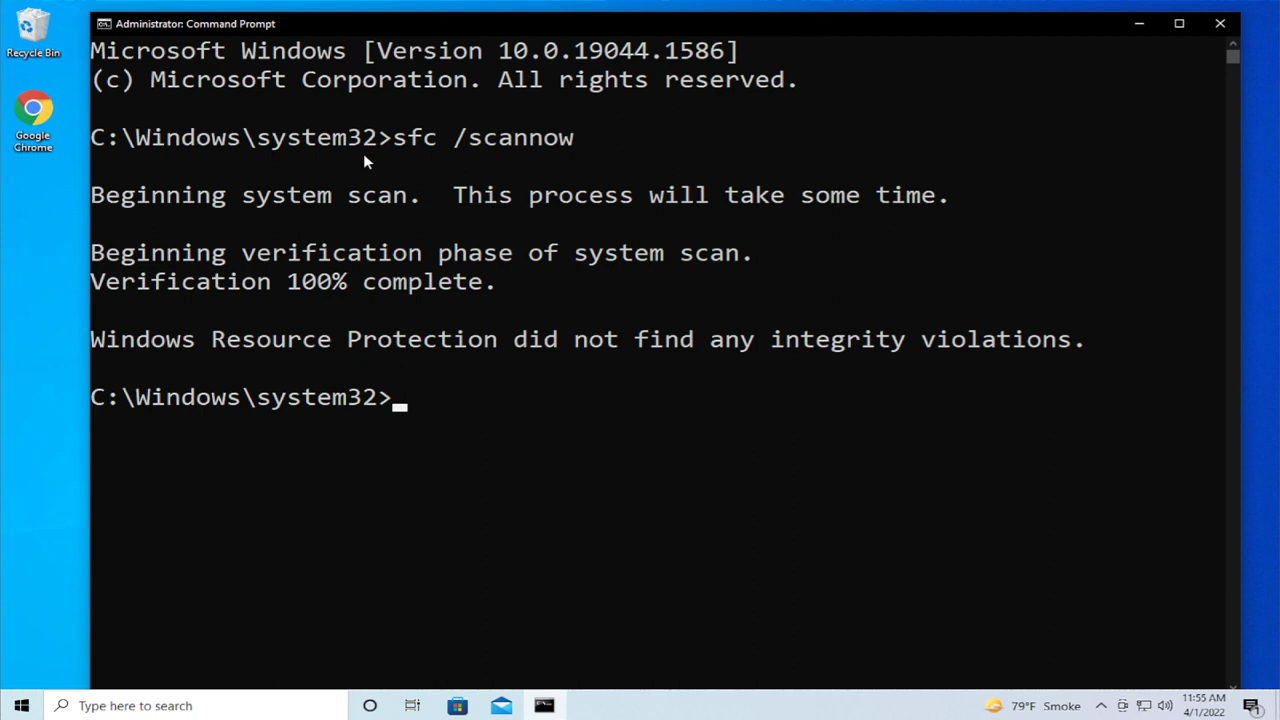 Recycle Bin
Google
Chrome
Administrator: Command Prompt
Microsoft Windows [Version 10.0.19044.1586]
(c) Microsoft Corporation. All rights reserved.
C:\Windows\system32>sfc /scannow
Beginning system scan.  This process will take some time.
Beginning verification phase of system scan.
Verification 100% complete.
Windows Resource Protection did not find any integrity violations.
C:\Windows\system32>
Type here to search
79°F Smoke
11:55 AM
4/1/2022
1